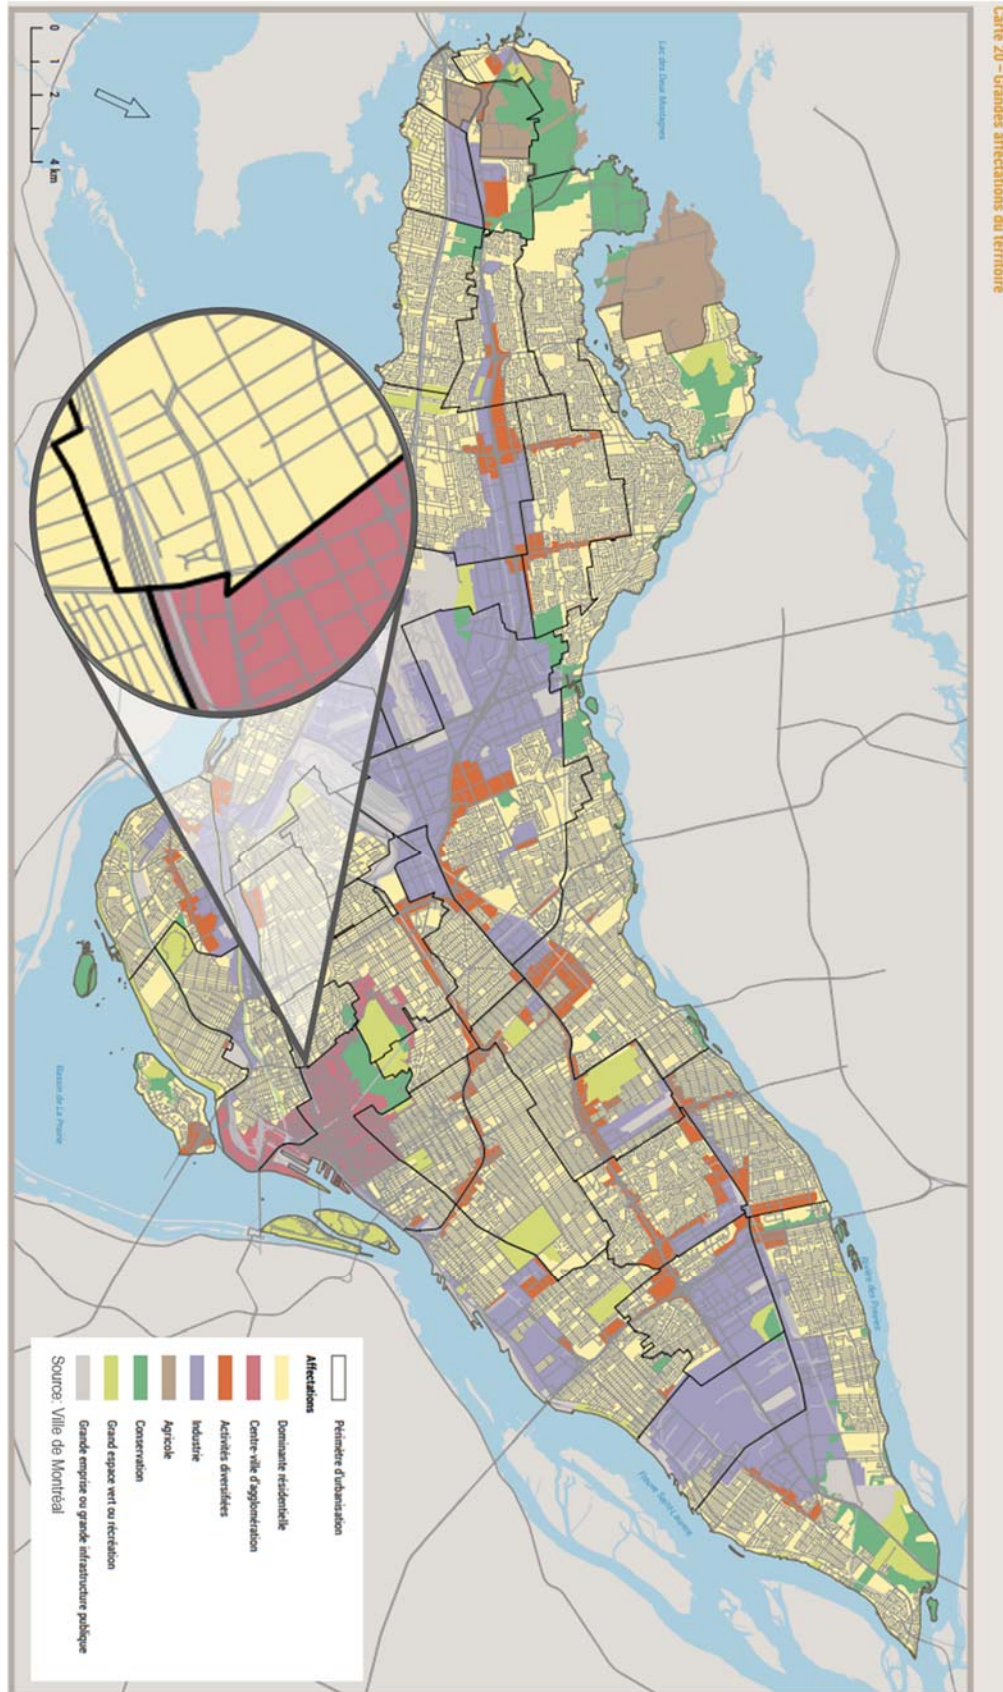 Carte 20 – Grandes affectations du territoire
Lac des Deux Montagnes
Rivière des Prairies
Fleuve Saint-Laurent
Bassin de La Prairie
0 1 2 4 km
Périmètre d'urbanisation
Affectations
Dominante résidentielle
Centre-ville d'agglomération
Activités diversifiées
Industrie
Agricole
Conservation
Grand espace vert ou récréation
Grande emprise ou grande infrastructure publique
Source: Ville de Montréal